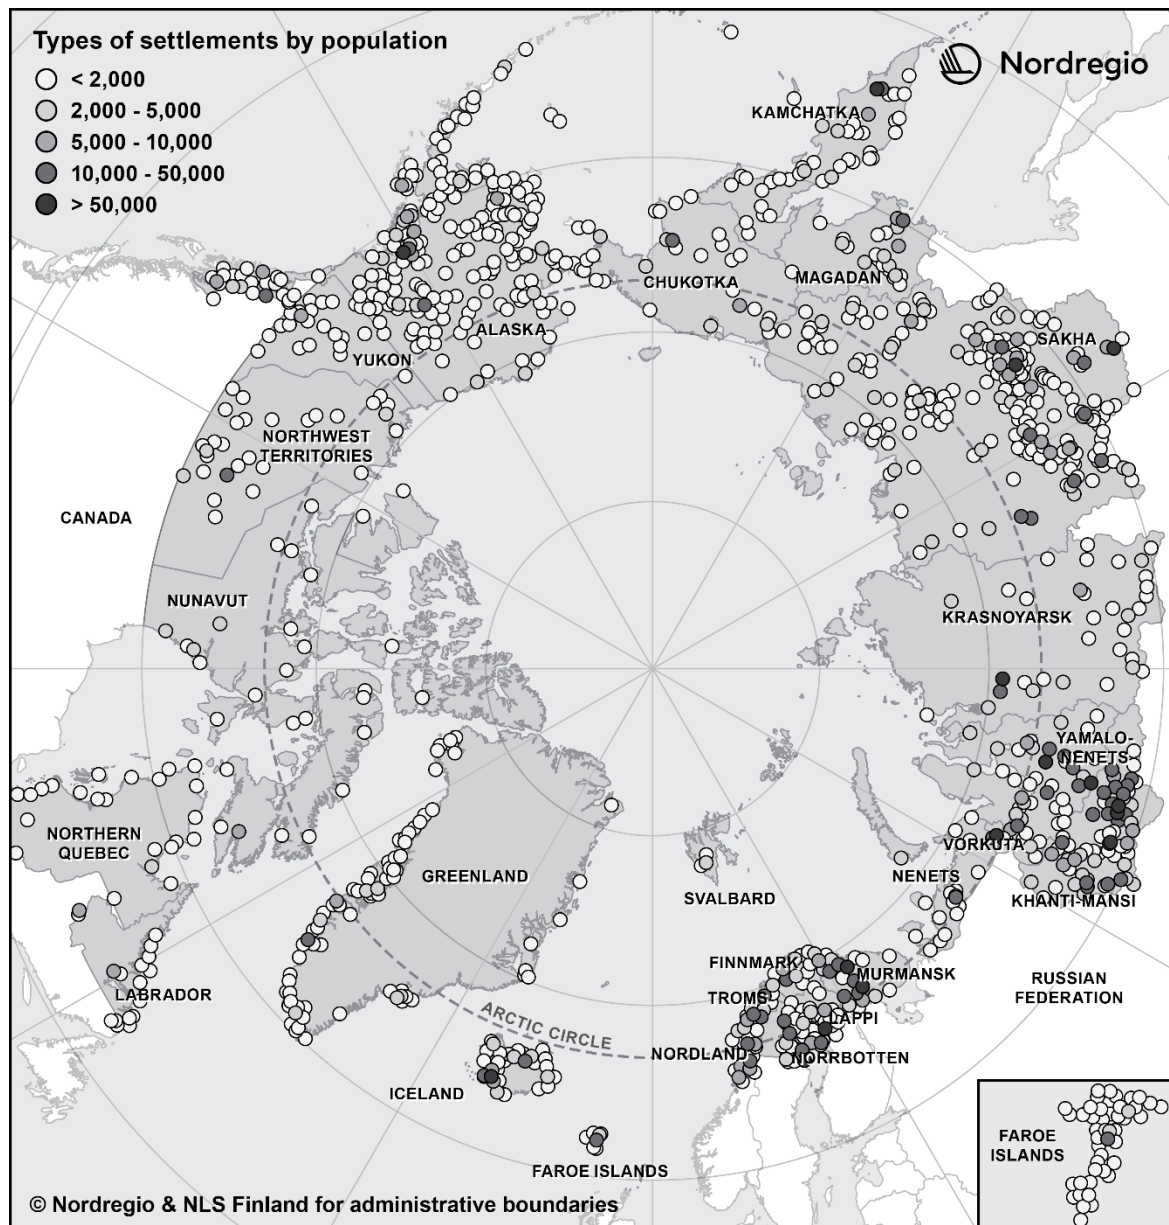 Types of settlements by population
< 2,000
2,000 - 5,000
5,000 - 10,000
10,000 - 50,000
> 50,000
Nordregio
KAMCHATKA
CHUKOTKA
MAGADAN
SAKHA
ALASKA
YUKON
NORTHWEST
TERRITORIES
CANADA
NUNAVUT
KRASNOYARSK
YAMALO-
NENETS
NORTHERN
QUEBEC
VORKUTA
GREENLAND
NENETS
SVALBARD
KHANTI-MANSI
FINNMARK
MURMANSK
RUSSIAN
FEDERATION
LABRADOR
TROMS
LAPPI
ARCTIC CIRCLE
NORDLAND
NORRBOTTEN
ICELAND
FAROE ISLANDS
FAROE
ISLANDS
© Nordregio & NLS Finland for administrative boundaries